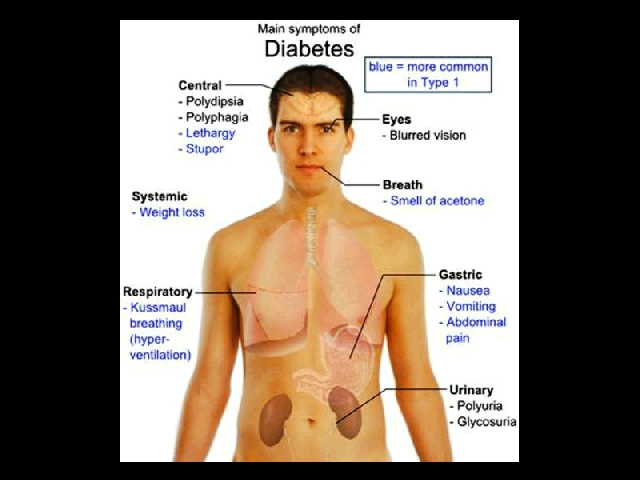 Main symptoms of
Diabetes
blue = more common
in Type 1
Central
- Polydipsia
- Polyphagia
- Lethargy
- Stupor
Eyes
- Blurred vision
Breath
- Smell of acetone
Systemic
- Weight loss
Gastric
- Nausea
- Vomiting
- Abdominal
pain
Respiratory
- Kussmaul
breathing
(hyper-
ventilation)
Urinary
- Polyuria
- Glycosuria